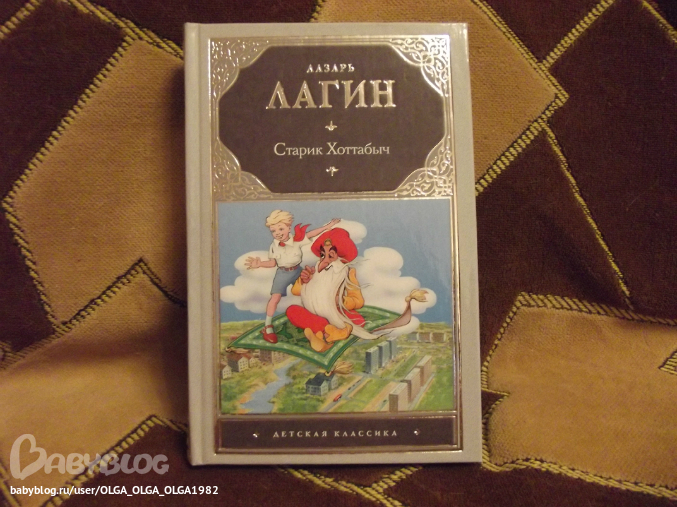 ЛАЗАРЬ
ЛАГИН
Старик Хоттабыч
ДЕТСКАЯ КЛАССИКА
BABYBLOG
babyblog.ru/user/OLGA_OLGA_OLGA1982